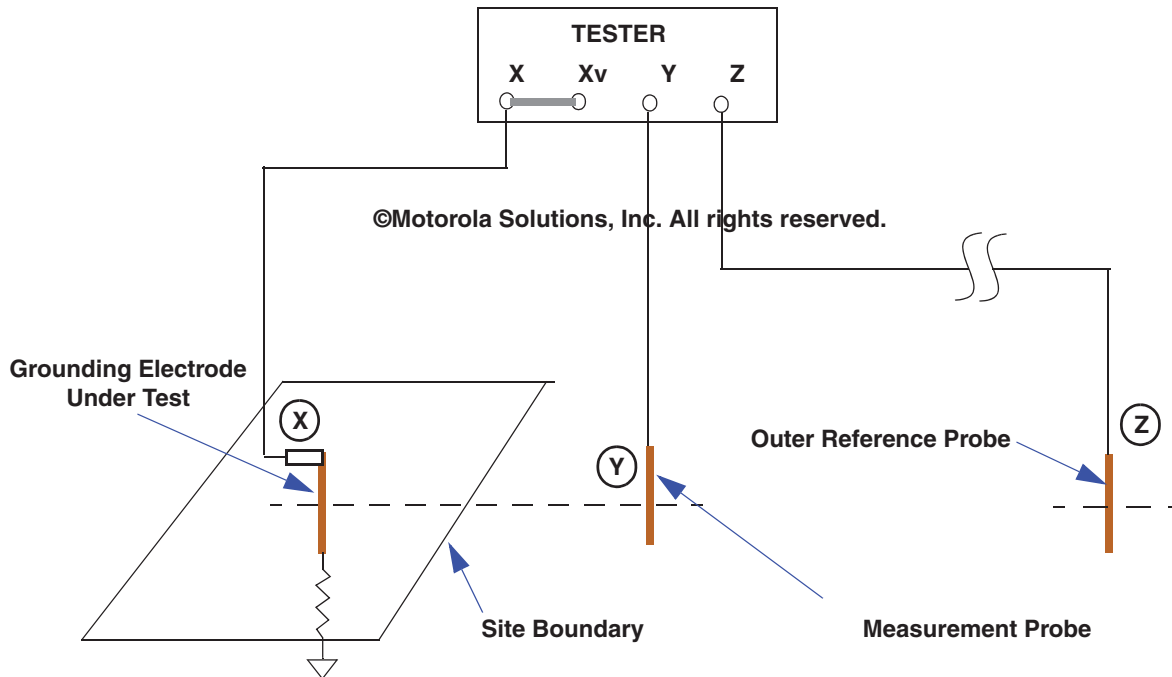 TESTER
X Xv Y Z
©Motorola Solutions, Inc. All rights reserved.
Grounding Electrode
Under Test
X
Y
Outer Reference Probe
Z
Site Boundary
Measurement Probe